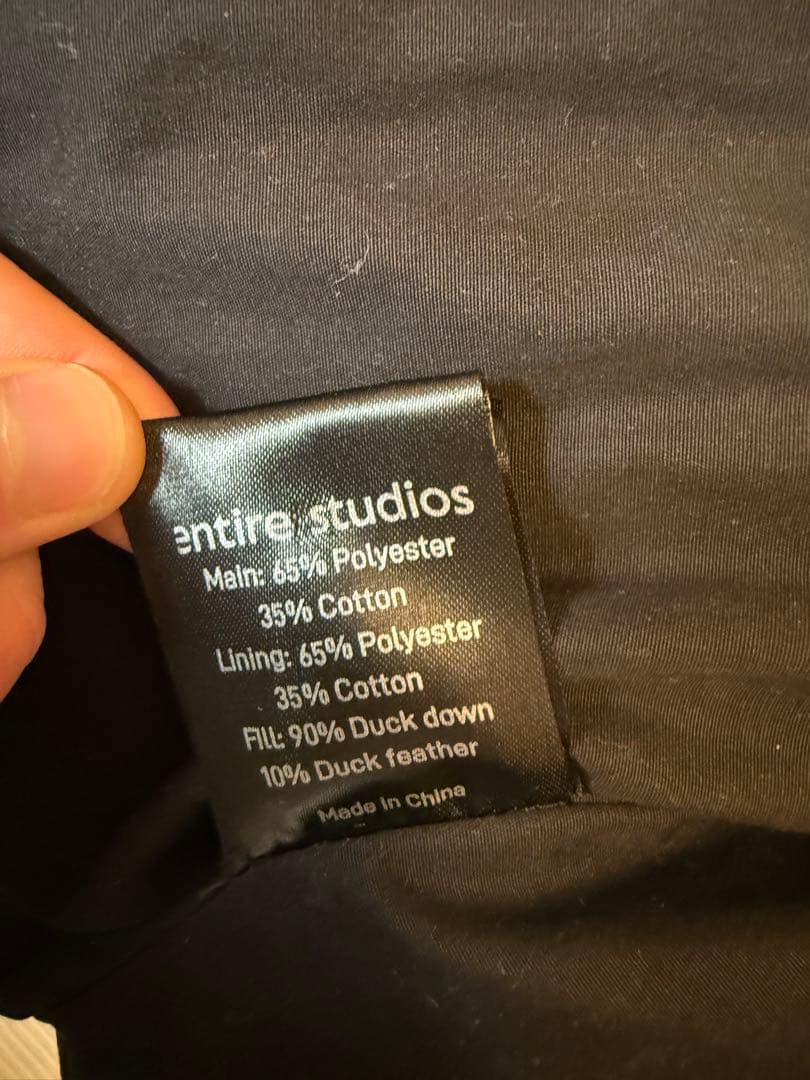 entire studios
Main: 65% Polyester
35% Cotton
Lining: 65% Polyester
35% Cotton
Fill: 90% Duck down
10% Duck feather
Made in China